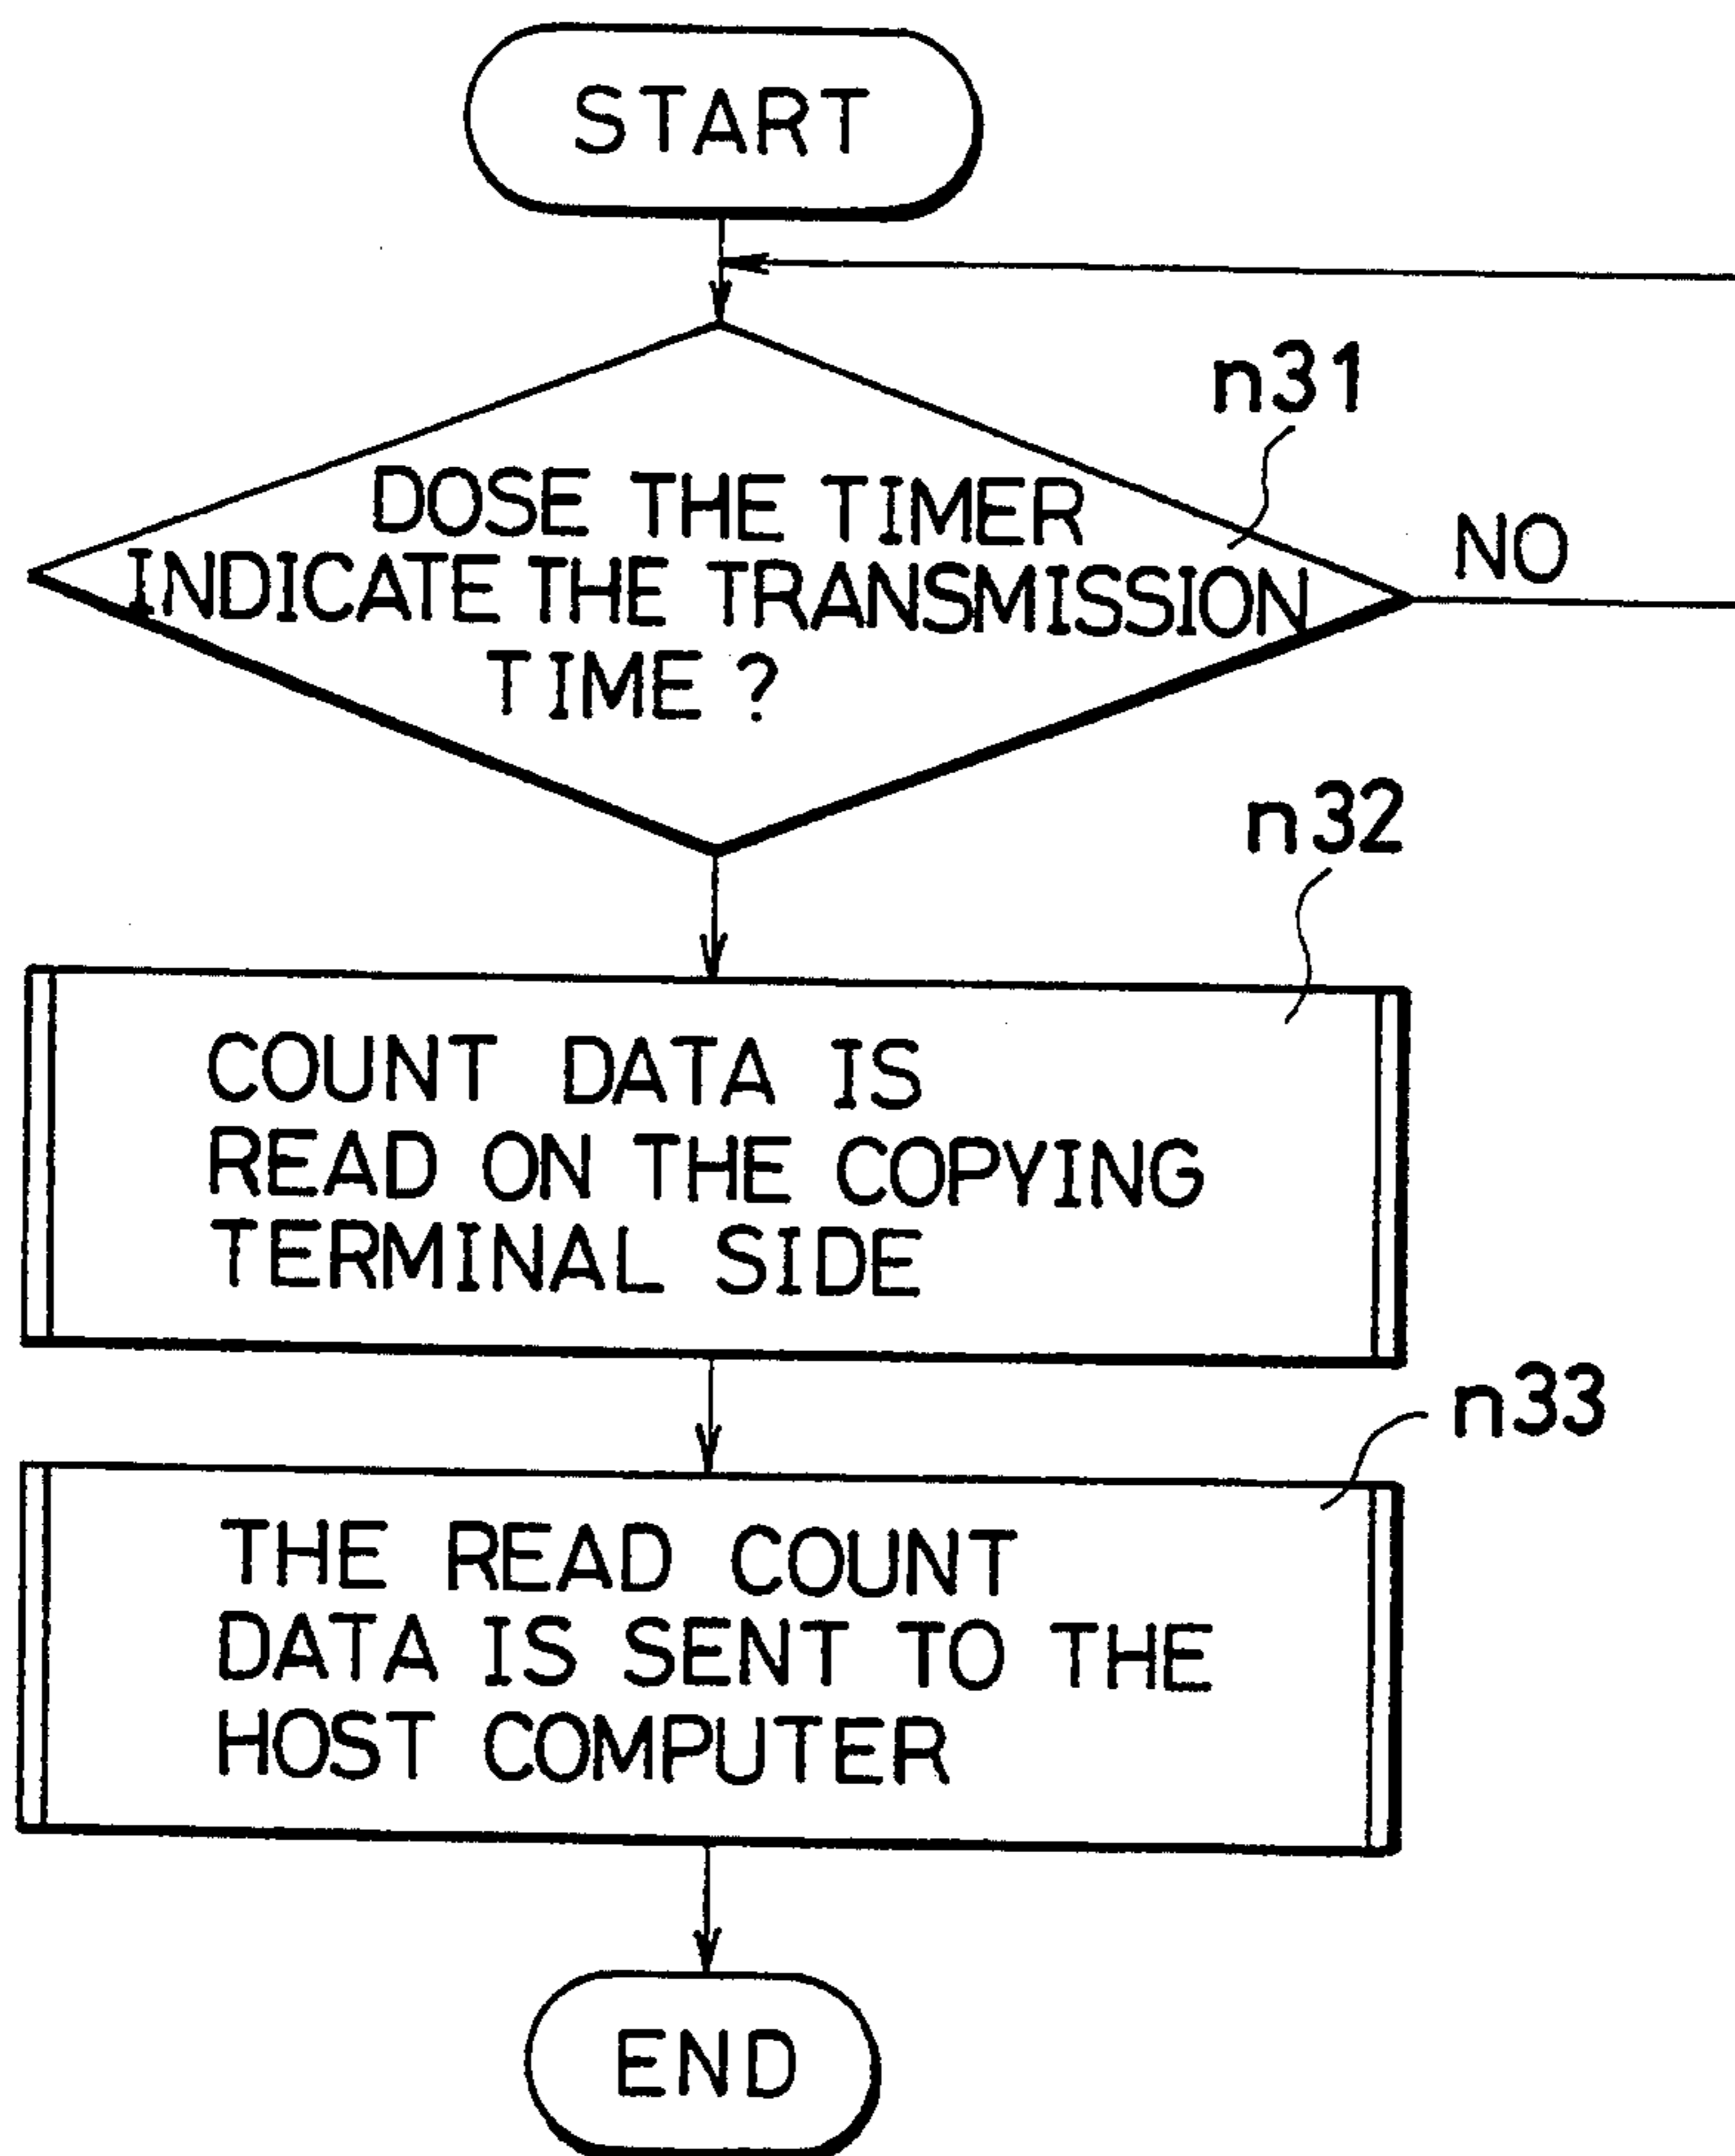 START
n31
DOSE THE TIMER
INDICATE THE TRANSMISSION
TIME ?
NO
n32
COUNT DATA IS
READ ON THE COPYING
TERMINAL SIDE
n33
THE READ COUNT
DATA IS SENT TO THE
HOST COMPUTER
END